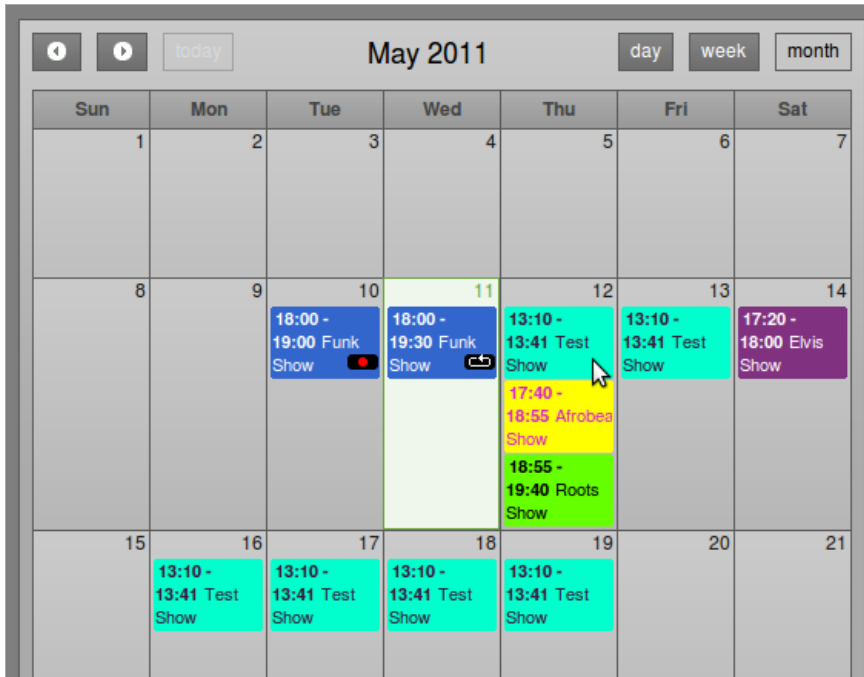 today
May 2011
day
week
month
Sun
Mon
Tue
Wed
Thu
Fri
Sat
1
2
3
4
5
6
7
8
9
10
18:00 -
19:00 Funk
Show
11
18:00 -
19:30 Funk
Show
12
13:10 -
13:41 Test
Show
17:40 -
18:55 Afrobea
Show
18:55 -
19:40 Roots
Show
13
13:10 -
13:41 Test
Show
14
17:20 -
18:00 Elvis
Show
15
16
13:10 -
13:41 Test
Show
17
13:10 -
13:41 Test
Show
18
13:10 -
13:41 Test
Show
19
13:10 -
13:41 Test
Show
20
21